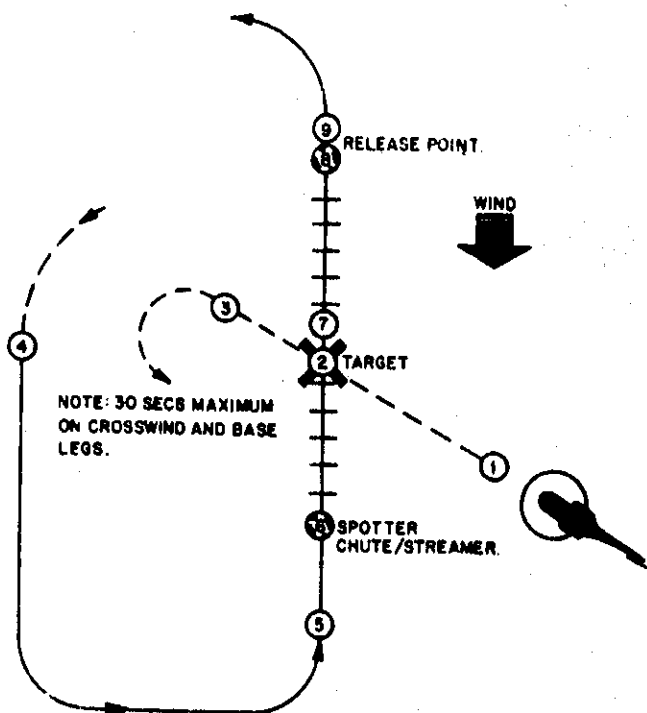 9
8 RELEASE POINT.
WIND
3
7
4
2 TARGET
NOTE: 30 SECS MAXIMUM
ON CROSSWIND AND BASE
LEGS.
1
6 SPOTTER
CHUTE/STREAMER.
5